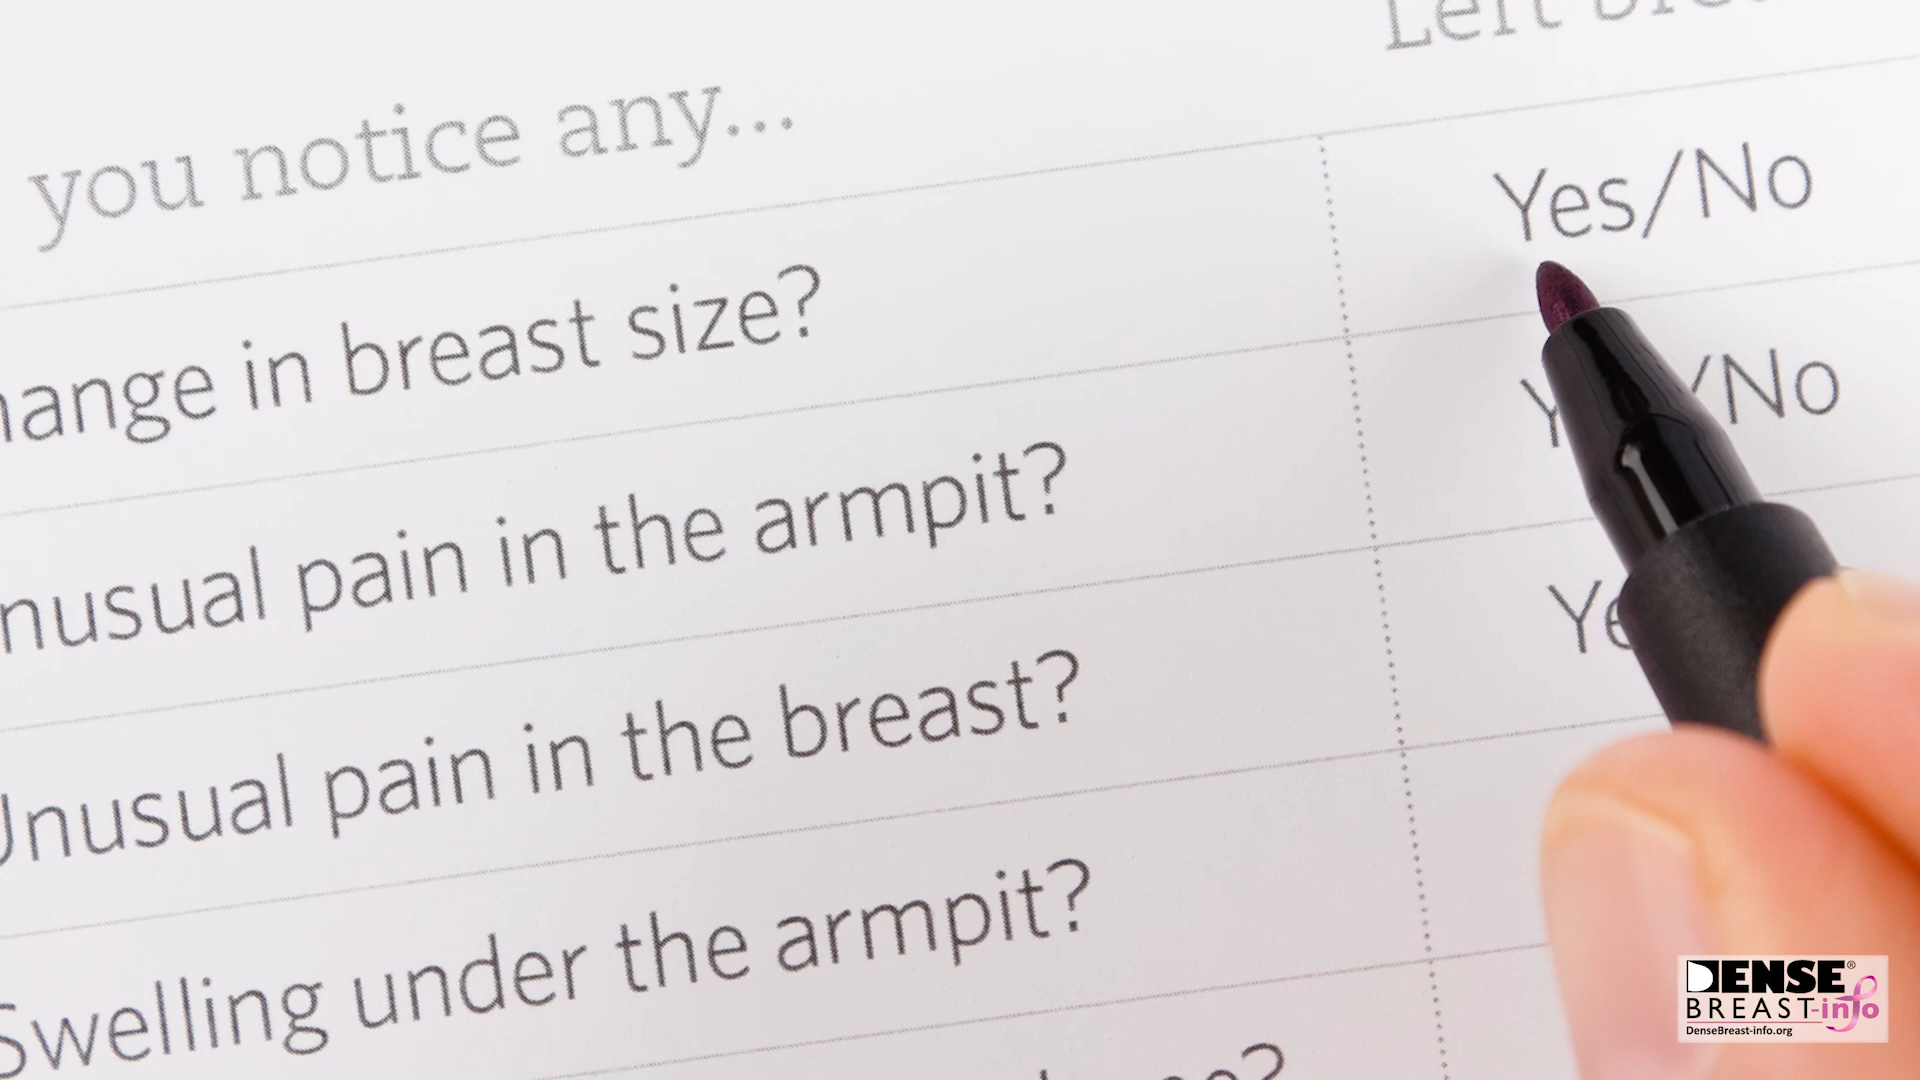 Left
you notice any...
hange in breast size? Yes/No
nusual pain in the armpit? Y /No
Unusual pain in the breast? Ye
Swelling under the armpit?
DENSE®
BREAST-info
DenseBreast-info.org